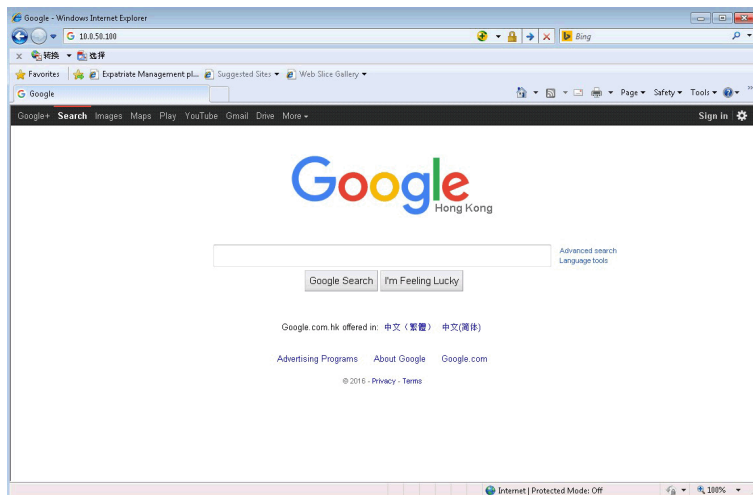 Google - Windows Internet Explorer
10.0.50.100
Bing
转换 选择
Favorites Expatriate Management pl... Suggested Sites Web Slice Gallery
Google Page Safety Tools
Google+ Search Images Maps Play YouTube Gmail Drive More Sign in
Google
Hong Kong
Advanced search
Language tools
Google Search I'm Feeling Lucky
Google.com.hk offered in: 中文（繁體） 中文(简体)
Advertising Programs About Google Google.com
© 2016 - Privacy - Terms
Internet | Protected Mode: Off 100%